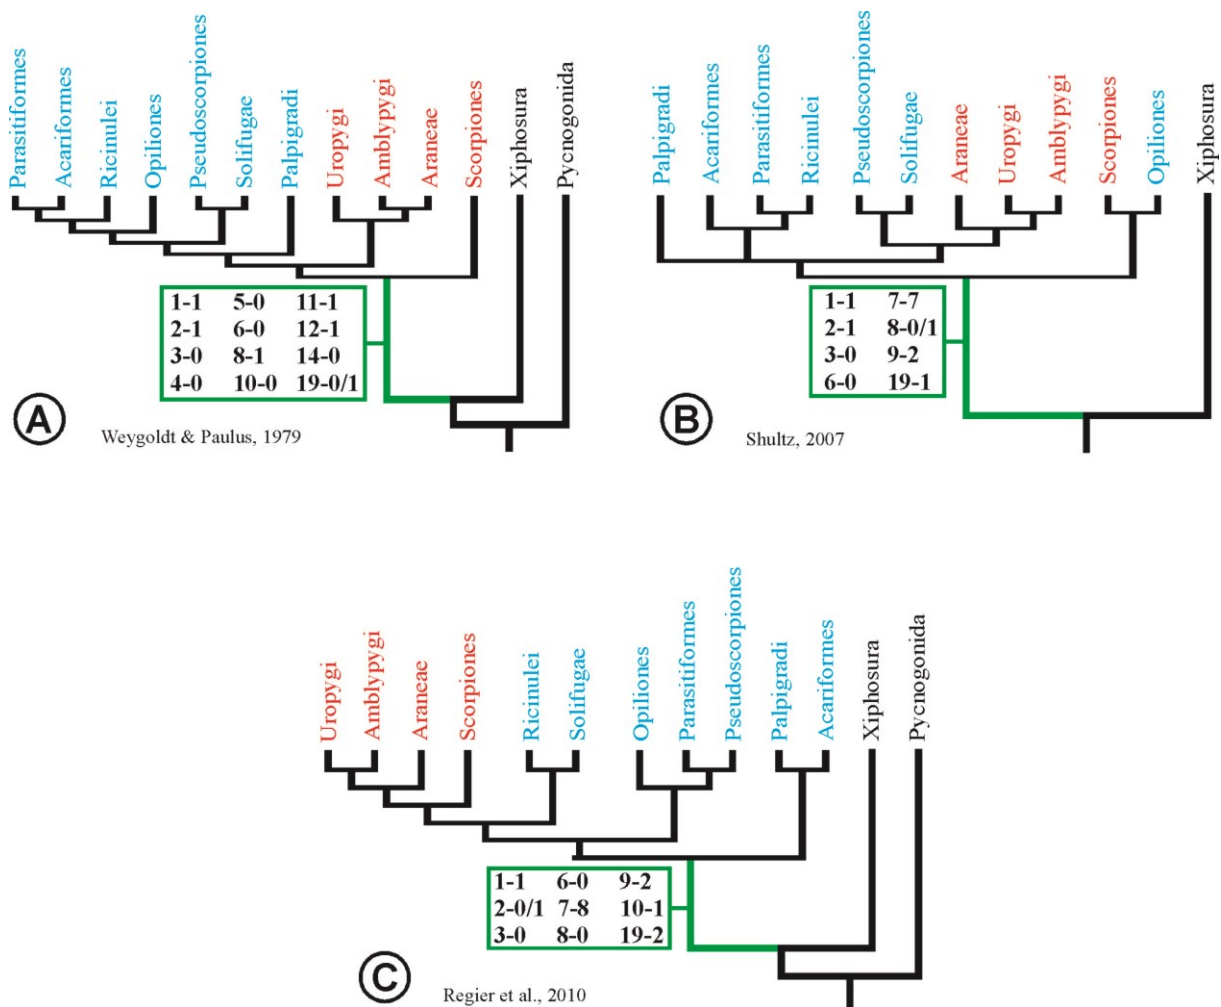 Parasitiformes
Acariformes
Ricinulei
Opiliones
Pseudoscorpiones
Solifugae
Palpigradi
Uropygi
Amblypygi
Araneae
Scorpiones
Xiphosura
Pycnogonida
1-1 5-0 11-1
2-1 6-0 12-1
3-0 8-1 14-0
4-0 10-0 19-0/1
A
Weygoldt & Paulus, 1979
Palpigradi
Acariformes
Parasitiformes
Ricinulei
Pseudoscorpiones
Solifugae
Araneae
Uropygi
Amblypygi
Scorpiones
Opiliones
Xiphosura
1-1 7-7
2-1 8-0/1
3-0 9-2
6-0 19-1
B
Shultz, 2007
Uropygi
Amblypygi
Araneae
Scorpiones
Ricinulei
Solifugae
Opiliones
Parasitiformes
Pseudoscorpiones
Palpigradi
Acariformes
Xiphosura
Pycnogonida
1-1 6-0 9-2
2-0/1 7-8 10-1
3-0 8-0 19-2
C
Regier et al., 2010